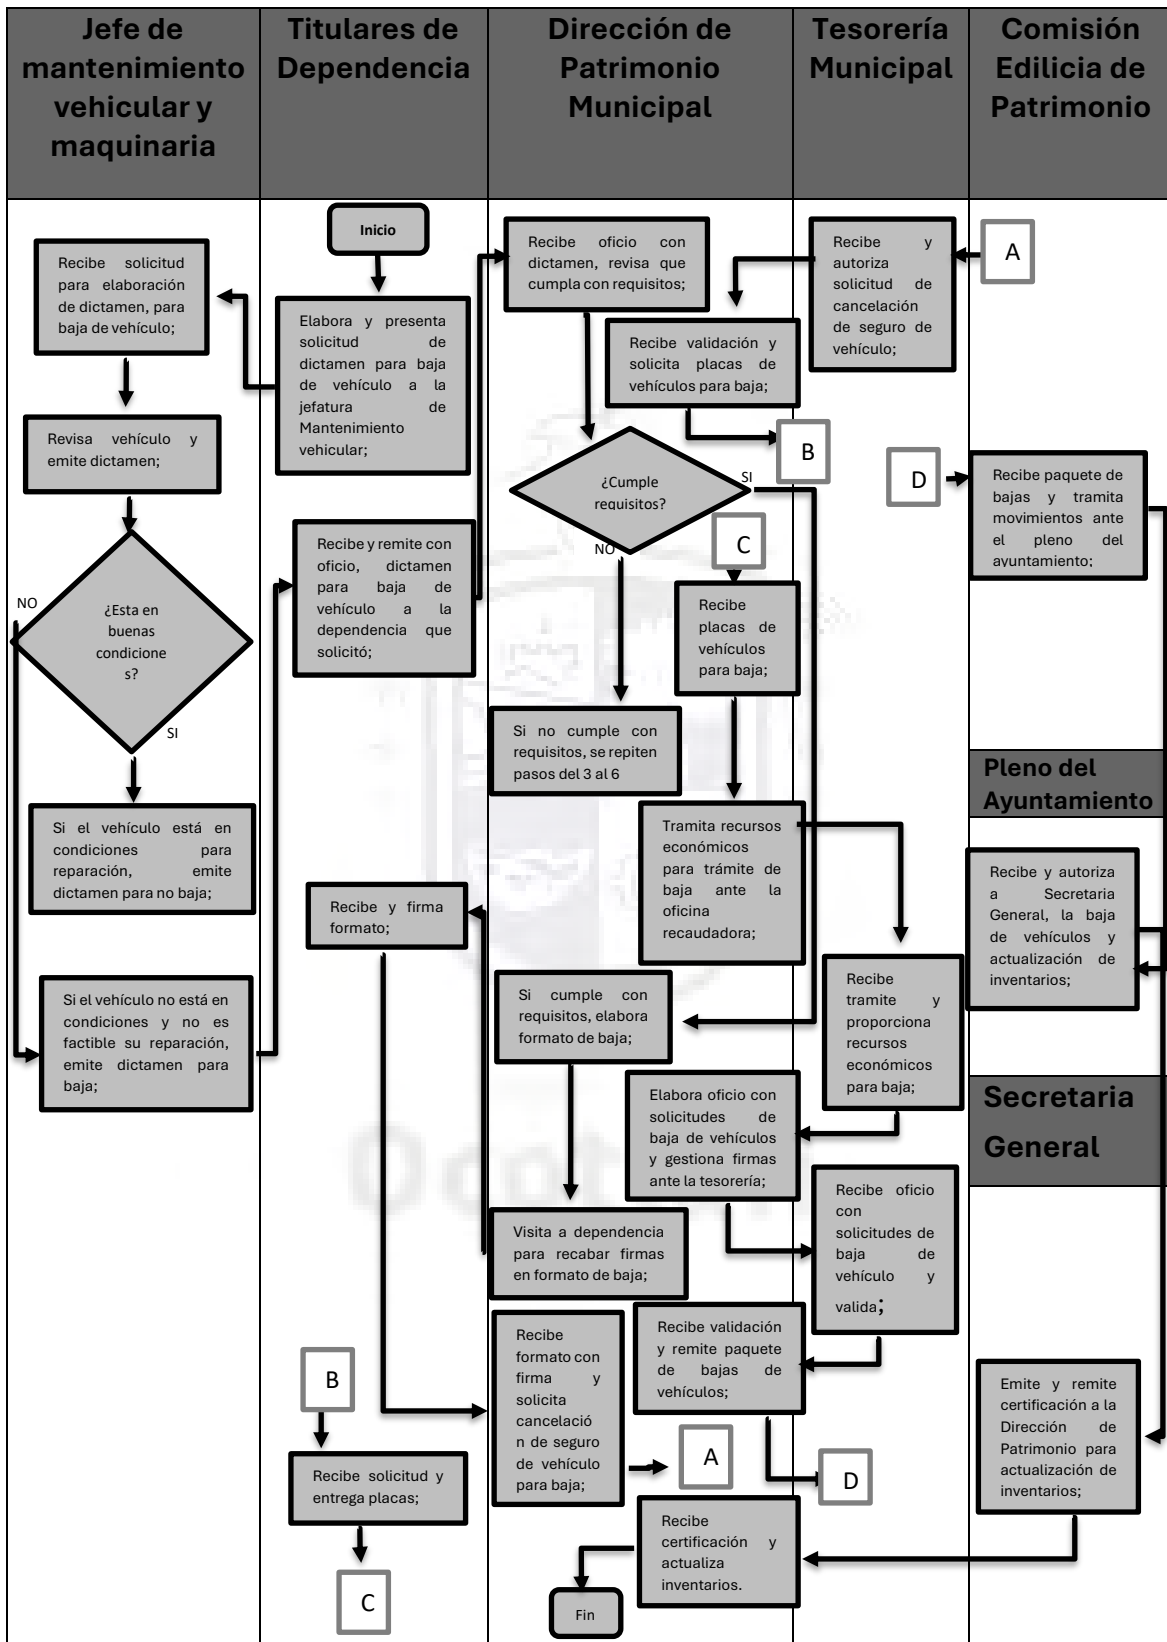 Jefe de
mantenimiento
vehicular y
maquinaria
Titulares de
Dependencia
Dirección de
Patrimonio
Municipal
Tesorería
Municipal
Comisión
Edilicia de
Patrimonio
Recibe solicitud
para elaboración
de dictamen, para
baja de vehículo;
Revisa vehículo y
emite dictamen;
¿Esta en
buenas
condicione
s?
NO
SI
Si el vehículo está en
condiciones para
reparación, emite
dictamen para no baja;
Si el vehículo no está en
condiciones y no es
factible su reparación,
emite dictamen para
baja;
Inicio
Elabora y presenta
solicitud de
dictamen para baja
de vehículo a la
jefatura de
Mantenimiento
vehicular;
Recibe y remite con
oficio, dictamen
para baja de
vehículo a la
dependencia que
solicitó;
Recibe y firma
formato;
B
Recibe solicitud y
entrega placas;
C
Recibe oficio con
dictamen, revisa que
cumpla con requisitos;
Recibe validación y
solicita placas de
vehículos para baja;
B
¿Cumple
requisitos?
SI
NO
C
Recibe
placas de
vehículos
para baja;
Si no cumple con
requisitos, se repiten
pasos del 3 al 6
Tramita recursos
económicos
para trámite de
baja ante la
oficina
recaudadora;
Si cumple con
requisitos, elabora
formato de baja;
Elabora oficio con
solicitudes de
baja de vehículos
y gestiona firmas
ante la tesorería;
Visita a dependencia
para recabar firmas
en formato de baja;
Recibe
formato con
firma y
solicita
cancelació
n de seguro
de vehículo
para baja;
Recibe validación
y remite paquete
de bajas de
vehículos;
A
D
Recibe
certificación y
actualiza
inventarios.
Fin
Recibe y
autoriza
solicitud de
cancelación
de seguro de
vehículo;
A
D
Recibe tramite y
proporciona
recursos
económicos
para baja;
Recibe oficio
con
solicitudes de
baja de
vehículo y
valida;
Recibe paquete de
bajas y tramita
movimientos ante
el pleno del
ayuntamiento;
Pleno del
Ayuntamiento
Recibe y autoriza
a Secretaria
General, la baja
de vehículos y
actualización de
inventarios;
Secretaria
General
Emite y remite
certificación a la
Dirección de
Patrimonio para
actualización de
inventarios;